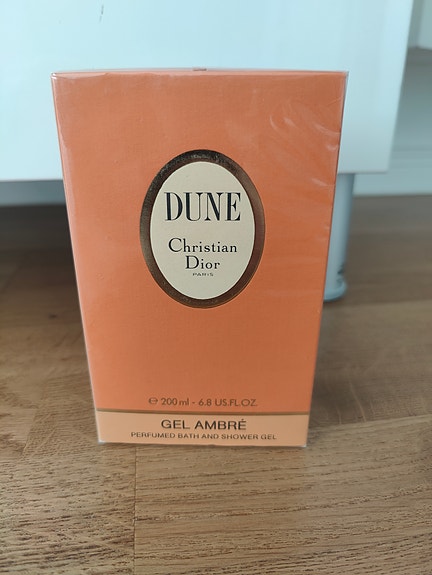 DUNE
Christian
Dior
PARIS
℮ 200 ml - 6.8 US.FL.OZ.
GEL AMBRÉ
PERFUMED BATH AND SHOWER GEL